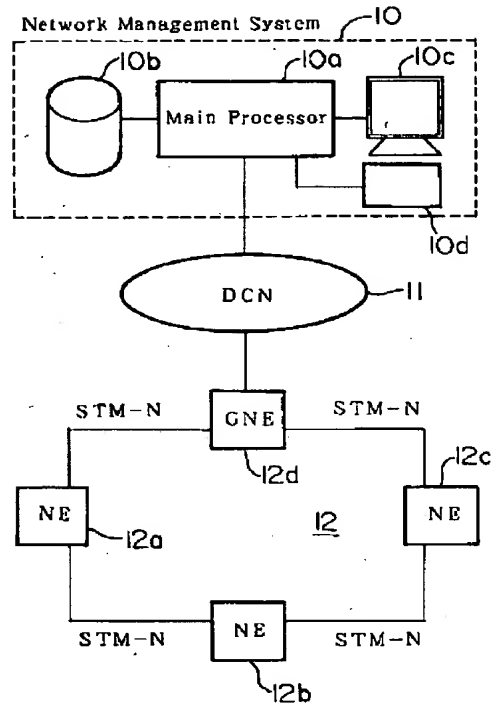 Network Management System
10
10b
10a
10c
Main Processor
10d
DCN
11
STM-N
STM-N
GNE
12d
12c
NE
12a
12
NE
STM-N
NE
STM-N
12b